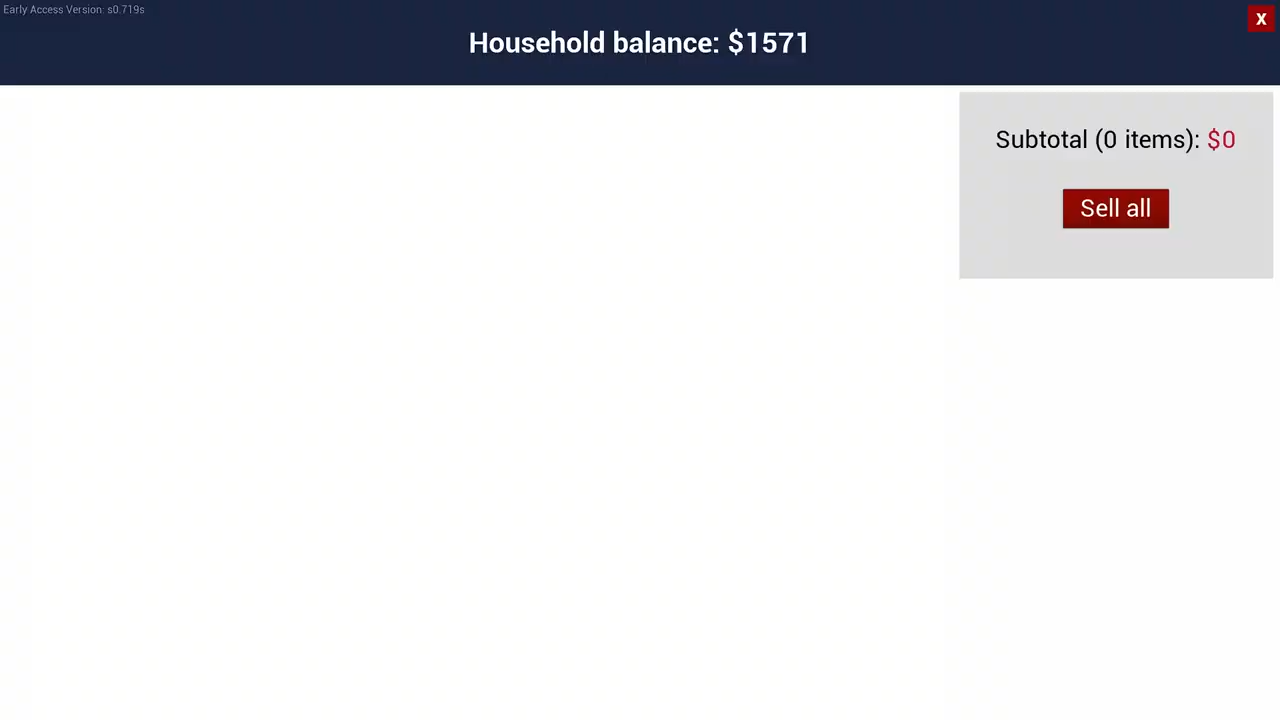 Early Access Version: s0.719s
X
Household balance: $1571
Subtotal (0 items): $0
Sell all